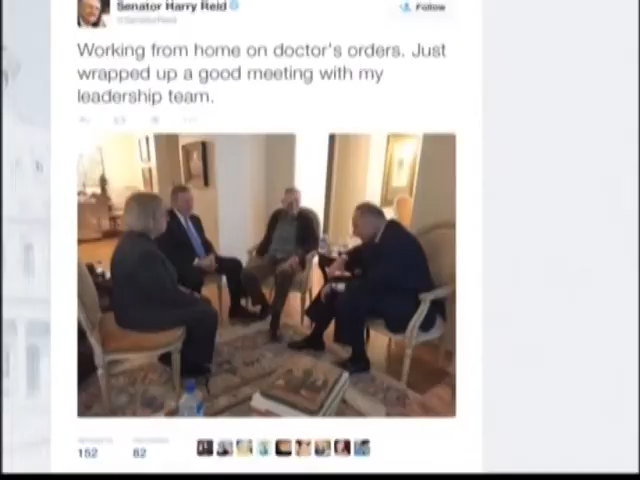 Senator Harry Reid
Follow
Working from home on doctor's orders. Just
wrapped up a good meeting with my
leadership team.
152 82